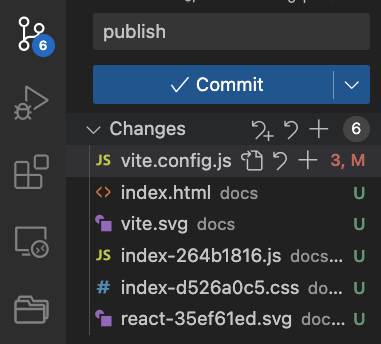 publish
6
Commit
Changes 6
JS vite.config.js 3, M
<> index.html docs U
vite.svg docs U
JS index-264b1816.js docs... U
# index-d526a0c5.css do... U
react-35ef61ed.svg doc... U